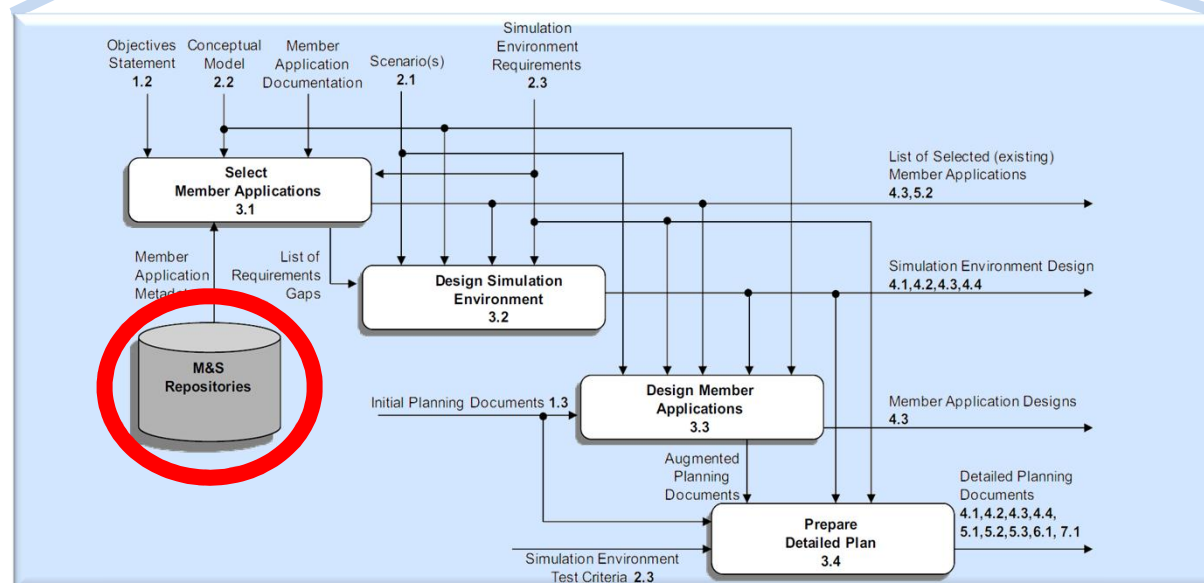 Objectives
Statement
1.2
Conceptual
Model
2.2
Member
Application
Documentation
Scenario(s)
2.1
Simulation
Environment
Requirements
2.3
Select
Member Applications
3.1
List of Selected (existing)
Member Applications
4.3,5.2
Member
Application
List of
Requirements
Gaps
Design Simulation
Environment
3.2
Simulation Environment Design
4.1,4.2,4.3,4.4
M&S
Repositories
Initial Planning Documents 1.3
Design Member
Applications
3.3
Member Application Designs
4.3
Augmented
Planning
Documents
Detailed Planning
Documents
4.1,4.2,4.3,4.4,
5.1,5.2,5.3,6.1, 7.1
Prepare
Detailed Plan
3.4
Simulation Environment
Test Criteria 2.3